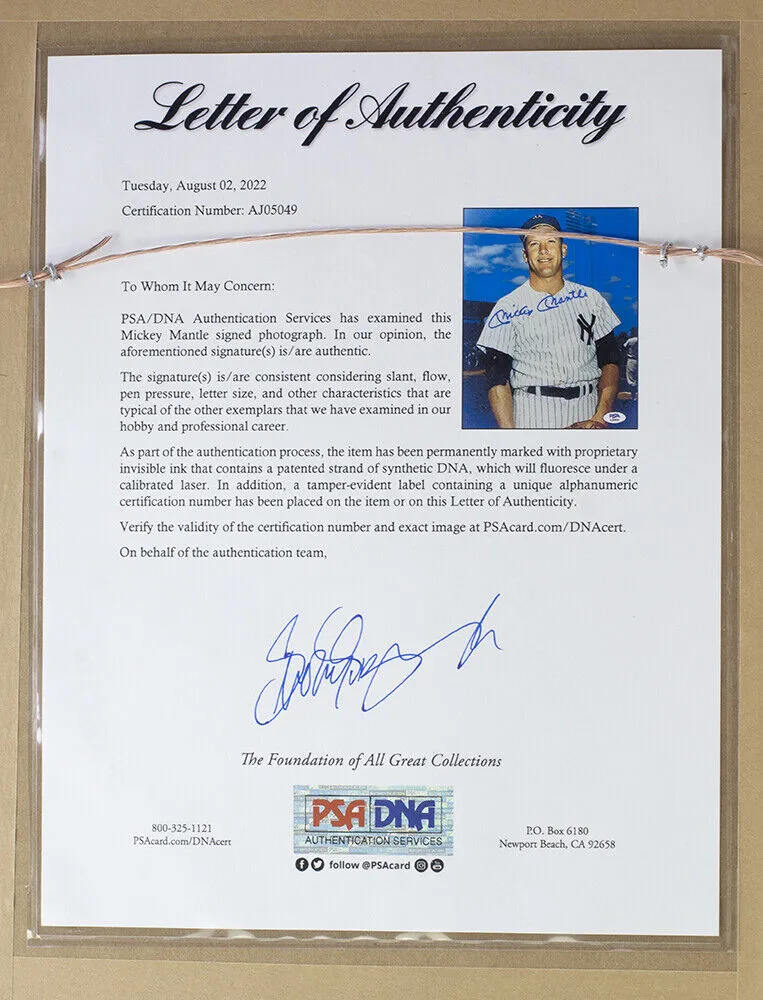 Letter of Authenticity
Tuesday, August 02, 2022
Certification Number: AJ05049
To Whom It May Concern:
PSA/DNA Authentication Services has examined this
Mickey Mantle signed photograph. In our opinion, the
aforementioned signature(s) is/are authentic.
The signature(s) is/are consistent considering slant, flow,
pen pressure, letter size, and other characteristics that are
typical of the other exemplars that we have examined in our
hobby and professional career.
Mickey Mantle
NY
PSA
As part of the authentication process, the item has been permanently marked with proprietary
invisible ink that contains a patented strand of synthetic DNA, which will fluoresce under a
calibrated laser. In addition, a tamper-evident label containing a unique alphanumeric
certification number has been placed on the item or on this Letter of Authenticity.
Verify the validity of the certification number and exact image at PSAcard.com/DNAcert.
On behalf of the authentication team,
The Foundation of All Great Collections
800-325-1121
PSAcard.com/DNAcert
PSA DNA
AUTHENTICATION SERVICES
follow @PSAcard
P.O. Box 6180
Newport Beach, CA 92658